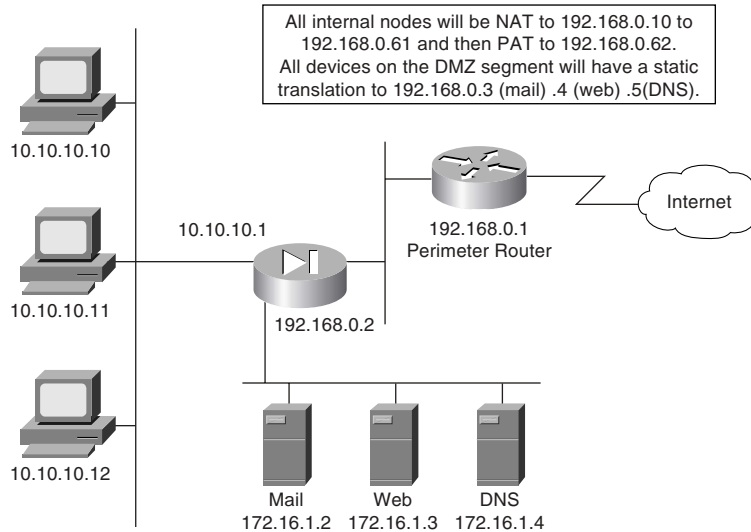 All internal nodes will be NAT to 192.168.0.10 to
192.168.0.61 and then PAT to 192.168.0.62.
All devices on the DMZ segment will have a static
translation to 192.168.0.3 (mail) .4 (web) .5(DNS).
10.10.10.10
10.10.10.1
192.168.0.1
Perimeter Router
Internet
10.10.10.11
192.168.0.2
10.10.10.12
Mail
172.16.1.2
Web
172.16.1.3
DNS
172.16.1.4